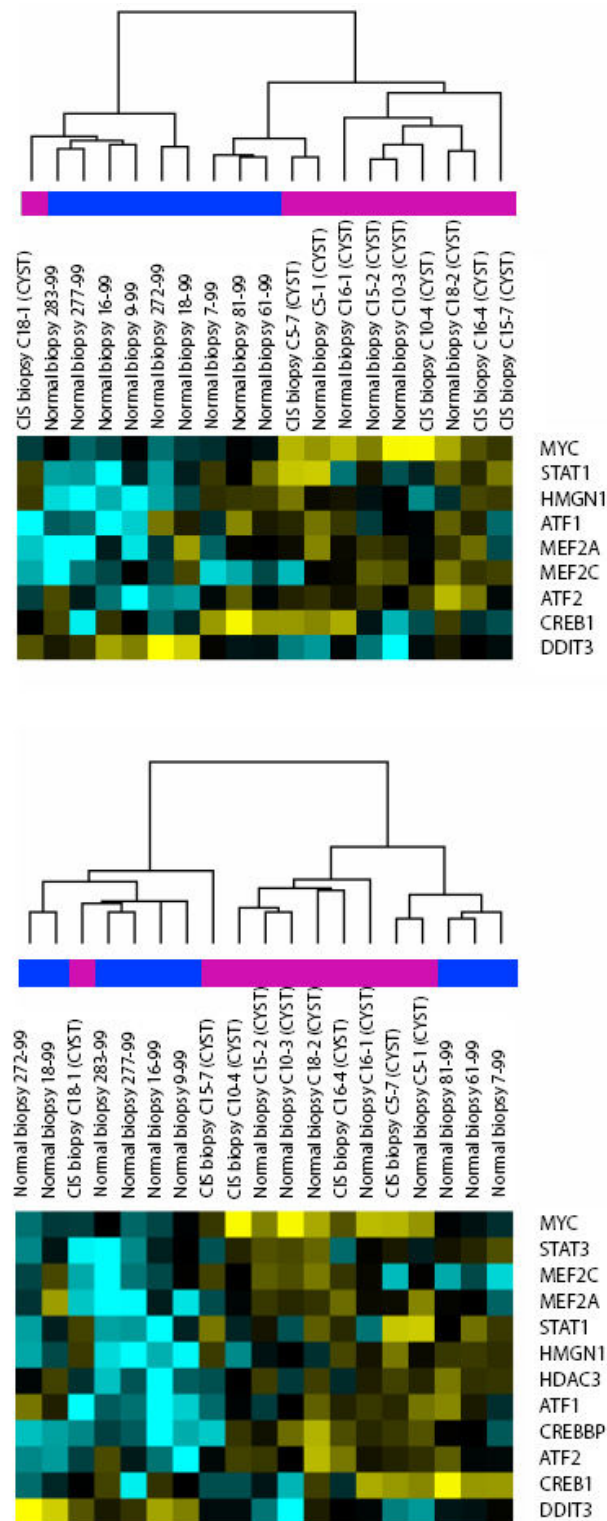 CIS biopsy C18-1 (CYST)
Normal biopsy 283-99
Normal biopsy 277-99
Normal biopsy 16-99
Normal biopsy 9-99
Normal biopsy 272-99
Normal biopsy 18-99
Normal biopsy 7-99
Normal biopsy 81-99
Normal biopsy 61-99
CIS biopsy C5-7 (CYST)
Normal biopsy C5-1 (CYST)
Normal biopsy C16-1 (CYST)
Normal biopsy C15-2 (CYST)
Normal biopsy C10-3 (CYST)
CIS biopsy C10-4 (CYST)
Normal biopsy C18-2 (CYST)
CIS biopsy C16-4 (CYST)
CIS biopsy C15-7 (CYST)
MYC
STAT1
HMGN1
ATF1
MEF2A
MEF2C
ATF2
CREB1
DDIT3
Normal biopsy 272-99
Normal biopsy 18-99
CIS biopsy C18-1 (CYST)
Normal biopsy 283-99
Normal biopsy 277-99
Normal biopsy 16-99
Normal biopsy 9-99
CIS biopsy C15-7 (CYST)
CIS biopsy C10-4 (CYST)
Normal biopsy C15-2 (CYST)
Normal biopsy C10-3 (CYST)
Normal biopsy C18-2 (CYST)
CIS biopsy C16-4 (CYST)
Normal biopsy C16-1 (CYST)
CIS biopsy C5-7 (CYST)
Normal biopsy C5-1 (CYST)
Normal biopsy 81-99
Normal biopsy 61-99
Normal biopsy 7-99
MYC
STAT3
MEF2C
MEF2A
STAT1
HMGN1
HDAC3
ATF1
CREBBP
ATF2
CREB1
DDIT3